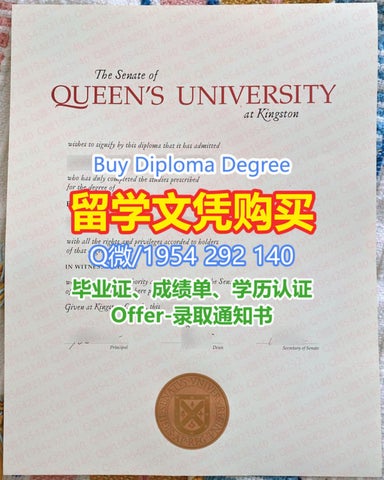 The Senate of
QUEEN'S UNIVERSITY
at Kingston
wishes to signify by this diploma that it has admitted
Buy Diploma Degree
who has duly completed the studies prescribed
for the degree of
留学文凭购买
with all the rights and privileges accorded to holders
of that
Q微/1954 292 140
IN WITNESS
毕业证、成绩单、学历认证
Given at Kingston
this
Offer-录取通知书
Principal
Dean
Secretary of Senate